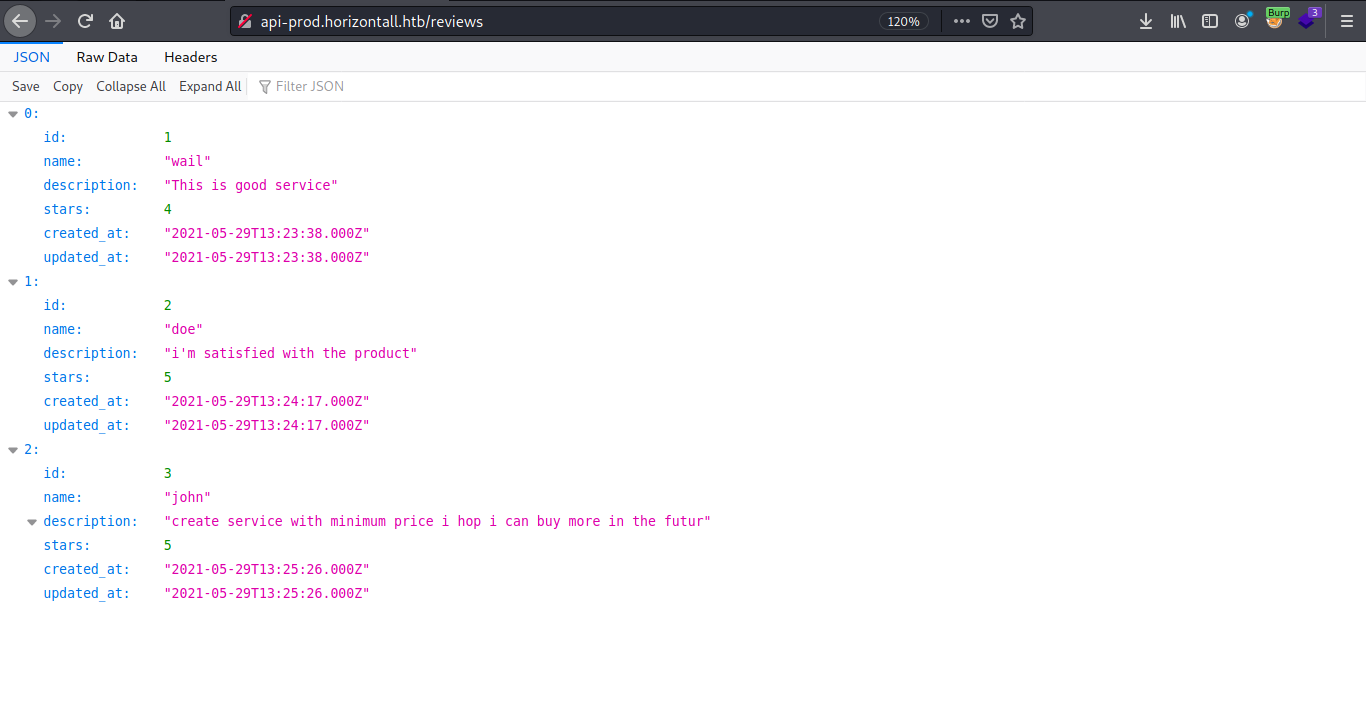 api-prod.horizontall.htb/reviews 120% Burp 3
JSON Raw Data Headers
Save Copy Collapse All Expand All Filter JSON
0:
id: 1
name: "wail"
description: "This is good service"
stars: 4
created_at: "2021-05-29T13:23:38.000Z"
updated_at: "2021-05-29T13:23:38.000Z"
1:
id: 2
name: "doe"
description: "i'm satisfied with the product"
stars: 5
created_at: "2021-05-29T13:24:17.000Z"
updated_at: "2021-05-29T13:24:17.000Z"
2:
id: 3
name: "john"
description: "create service with minimum price i hop i can buy more in the futur"
stars: 5
created_at: "2021-05-29T13:25:26.000Z"
updated_at: "2021-05-29T13:25:26.000Z"